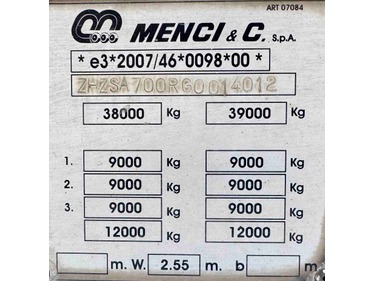 ART 07084
MENCI & C. S.p.A.
* e3*2007/46*0098*00 *
ZHZSA700RG0014012
38000 Kg 39000 Kg
1. 9000 Kg 9000 Kg
2. 9000 Kg 9000 Kg
3. 9000 Kg 9000 Kg
12000 Kg 12000 Kg
m. W. 2.55 m. b m.